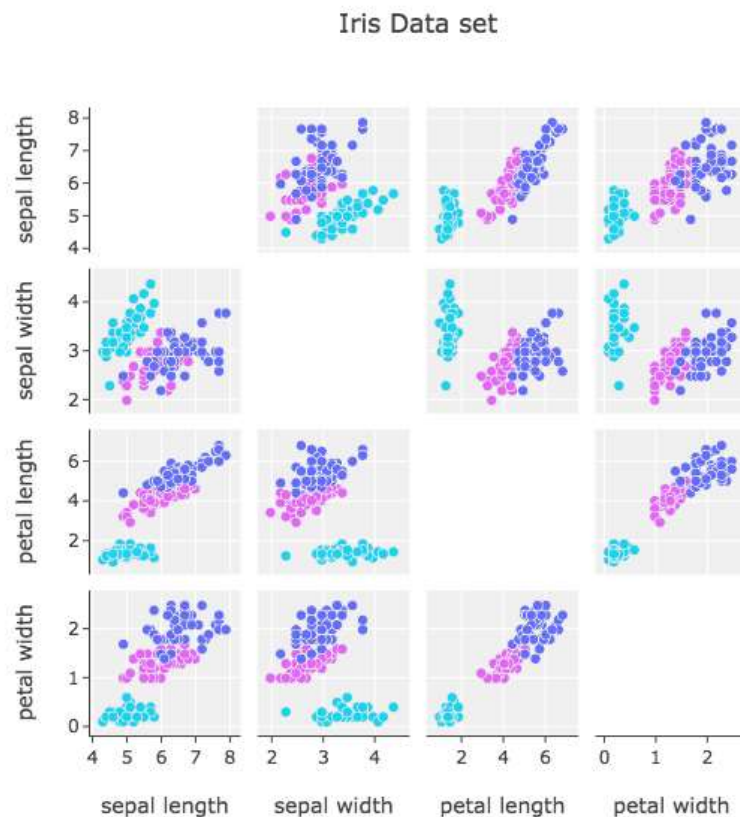 Iris Data set
sepal length
8
7
6
5
4
sepal width
4
3
2
petal length
6
4
2
petal width
2
1
0
4 5 6 7 8
2 3 4
2 4 6
0 1 2
sepal length
sepal width
petal length
petal width